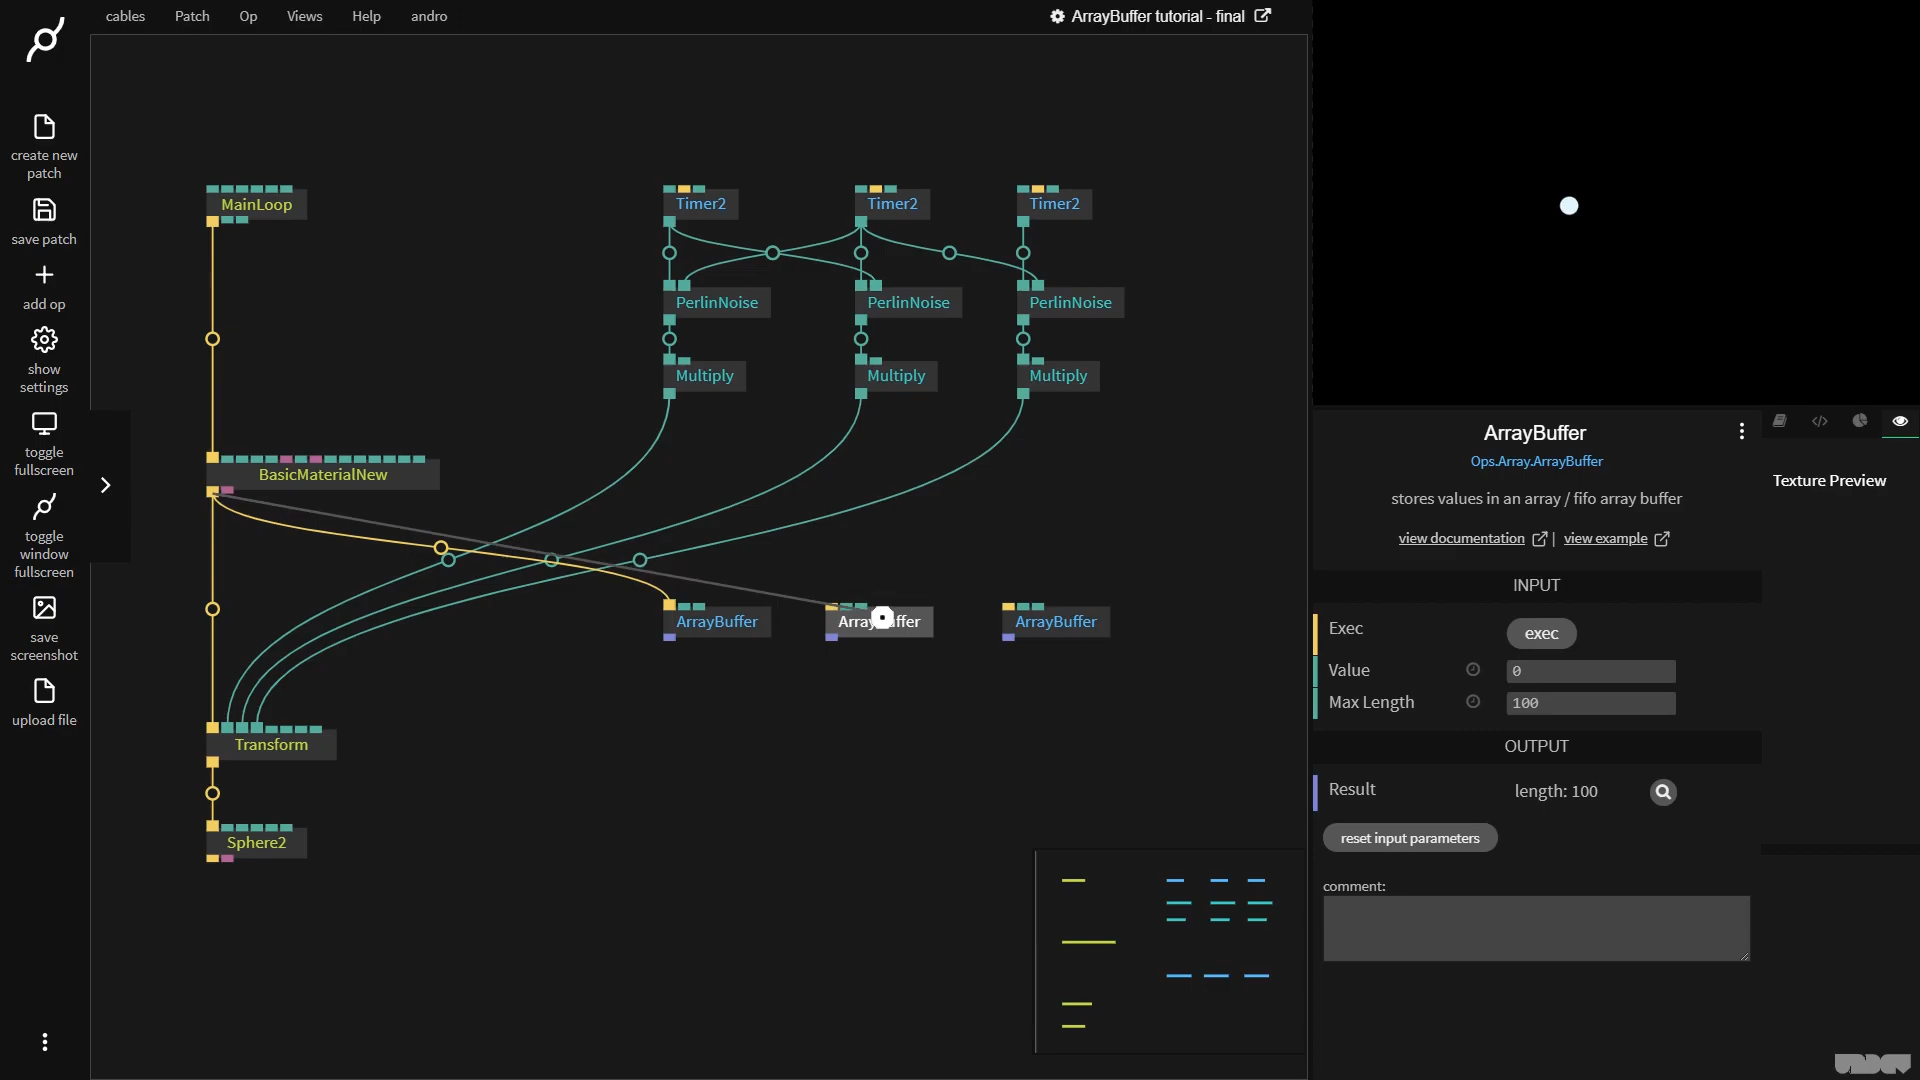 cables Patch Op Views Help andro
ArrayBuffer tutorial - final
create new
patch
save patch
add op
show
settings
toggle
fullscreen
toggle
window
fullscreen
save
screenshot
upload file
MainLoop
Timer2 Timer2 Timer2
PerlinNoise PerlinNoise PerlinNoise
Multiply Multiply Multiply
BasicMaterialNew
ArrayBuffer ArrayBuffer
Transform
Sphere2
ArrayBuffer
Ops.Array.ArrayBuffer
stores values in an array / fifo array buffer
view documentation | view example
INPUT
Exec exec
Value 0
Max Length 100
OUTPUT
Result length: 100
reset input parameters
comment:
Texture Preview